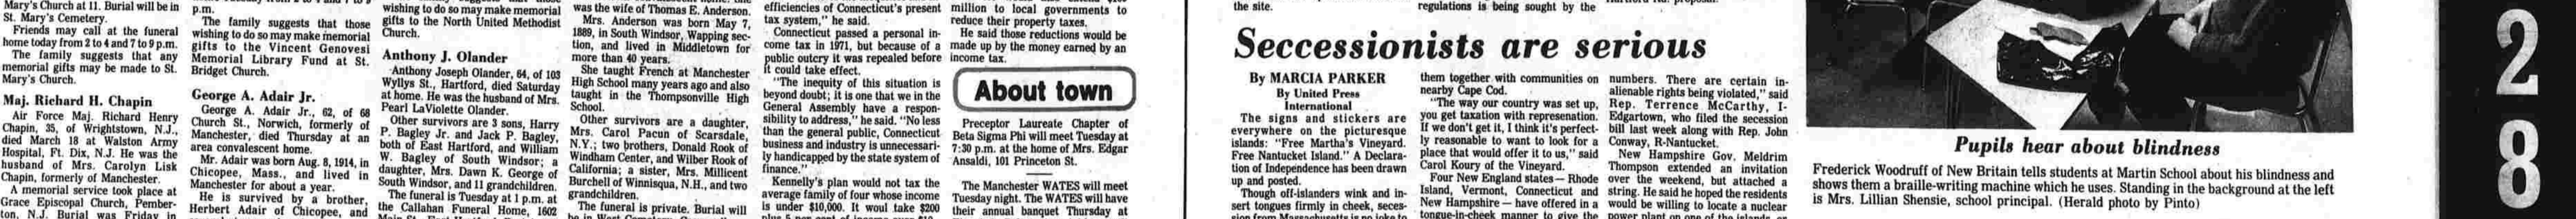 Mary's Church at 11. Burial will be in
St. Mary's Cemetery.
Friends may call at the funeral
home today from 2 to 4 and 7 to 9 p.m.
The family suggests that any
memorial gifts may be made to St.
Mary's Church.
Maj. Richard H. Chapin
Air Force Maj. Richard Henry
Chapin, 35, of Wrightstown, N.J.,
died March 18 at Walston Army
Hospital, Ft. Dix, N.J. He was the
husband of Mrs. Carolyn Lisk
Chapin, formerly of Manchester.
A memorial service took place at
Grace Episcopal Church, Pember-
ton, N.J. Burial was Friday in
p.m.
The family suggests that those
wishing to do so may make memorial
gifts to the Vincent Genovesi
Memorial Library Fund at St.
Bridget Church.
George A. Adair Jr.
George A. Adair Jr., 62, of 68
Church St., Norwich, formerly of
Manchester, died Thursday at an
area convalescent home.
Mr. Adair was born Aug. 8, 1914, in
Chicopee, Mass., and lived in
Manchester for about a year.
He is survived by a brother,
Herbert Adair of Chicopee, and
wishing to do so may make memorial
gifts to the North United Methodist
Church.
Anthony J. Olander
Anthony Joseph Olander, 64, of 103
Wyllys St., Hartford, died Saturday
at home. He was the husband of Mrs.
Pearl LaViolette Olander.
Other survivors are 3 sons, Harry
P. Bagley Jr. and Jack P. Bagley,
both of East Hartford, and William
W. Bagley of South Windsor; a
daughter, Mrs. Dawn K. George of
South Windsor, and 11 grandchildren.
The funeral is Tuesday at 1 p.m. at
the Callahan Funeral Home, 1602
was the wife of Thomas E. Anderson.
Mrs. Anderson was born May 7,
1889, in South Windsor, Wapping sec-
tion, and lived in Middletown for
more than 40 years.
She taught French at Manchester
High School many years ago and also
taught in the Thompsonville High
School.
Other survivors are a daughter,
Mrs. Carol Pacun of Scarsdale,
N.Y.; two brothers, Donald Rook of
Windham Center, and Wilber Rook of
California; a sister, Mrs. Millicent
Burchell of Winnisqua, N.H., and two
grandchildren.
The funeral is private. Burial will
efficiencies of Connecticut's present
tax system," he said.
Connecticut passed a personal in-
come tax in 1971, but because of a
public outcry it was repealed before
it could take effect.
"The inequity of this situation is
beyond doubt; it is one that we in the
General Assembly have a respon-
sibility to address," he said. "No less
than the general public, Connecticut
business and industry is unnecessari-
ly handicapped by the state system of
finance."
Kennelly's plan would not tax the
average family of four whose income
is under $10,000. It woul take $200
million to local governments to
reduce their property taxes.
He said those reductions would be
made up by the money earned by an
income tax.
About town
Preceptor Laureate Chapter of
Beta Sigma Phi will meet Tuesday at
7:30 p.m. at the home of Mrs. Edgar
Ansaldi, 101 Princeton St.
The Manchester WATES will meet
Tuesday night. The WATES will have
their annual banquet Thursday at
the site.
regulations is being sought by the
Seccessionists are serious
By MARCIA PARKER
By United Press
International
The signs and stickers are
everywhere on the picturesque
islands: "Free Martha's Vineyard.
Free Nantucket Island." A Declara-
tion of Independence has been drawn
up and posted.
Though off-islanders wink and in-
sert tongues firmly in cheek, seces-
sion from Massachusetts is no joke to
them together with communities on
nearby Cape Cod.
"The way our country was set up,
you get taxation with represenation.
If we don't get it, I think it's perfect-
ly reasonable to want to look for a
place that would offer it to us," said
Carol Koury of the Vineyard.
Four New England states — Rhode
Island, Vermont, Connecticut and
New Hampshire — have offered in a
tongue-in-cheek manner to give the
numbers. There are certain in-
alienable rights being violated," said
Rep. Terrence McCarthy, I-
Edgartown, who filed the secession
bill last week along with Rep. John
Conway, R-Nantucket.
New Hampshire Gov. Meldrim
Thompson extended an invitation
over the weekend, but attached a
string. He said he hoped the residents
would be willing to locate a nuclear
power plant on one of the islands, or
Pupils hear about blindness
Frederick Woodruff of New Britain tells students at Martin School about his blindness and
shows them a braille-writing machine which he uses. Standing in the background at the left
is Mrs. Lillian Shensie, school principal. (Herald photo by Pinto)
28